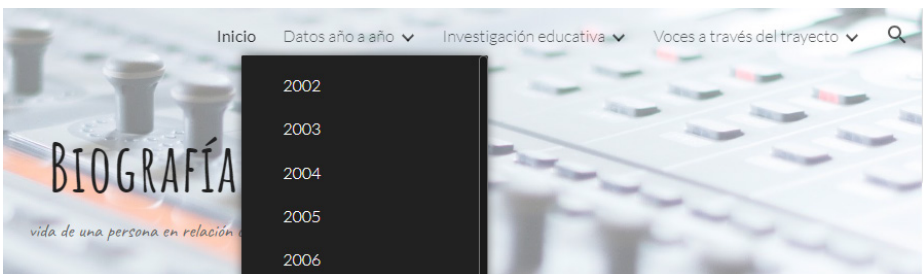 Inicio Datos año a año Investigación educativa Voces a través del trayecto
2002
2003
2004
2005
2006
BIOGRAFÍA
vida de una persona en relación